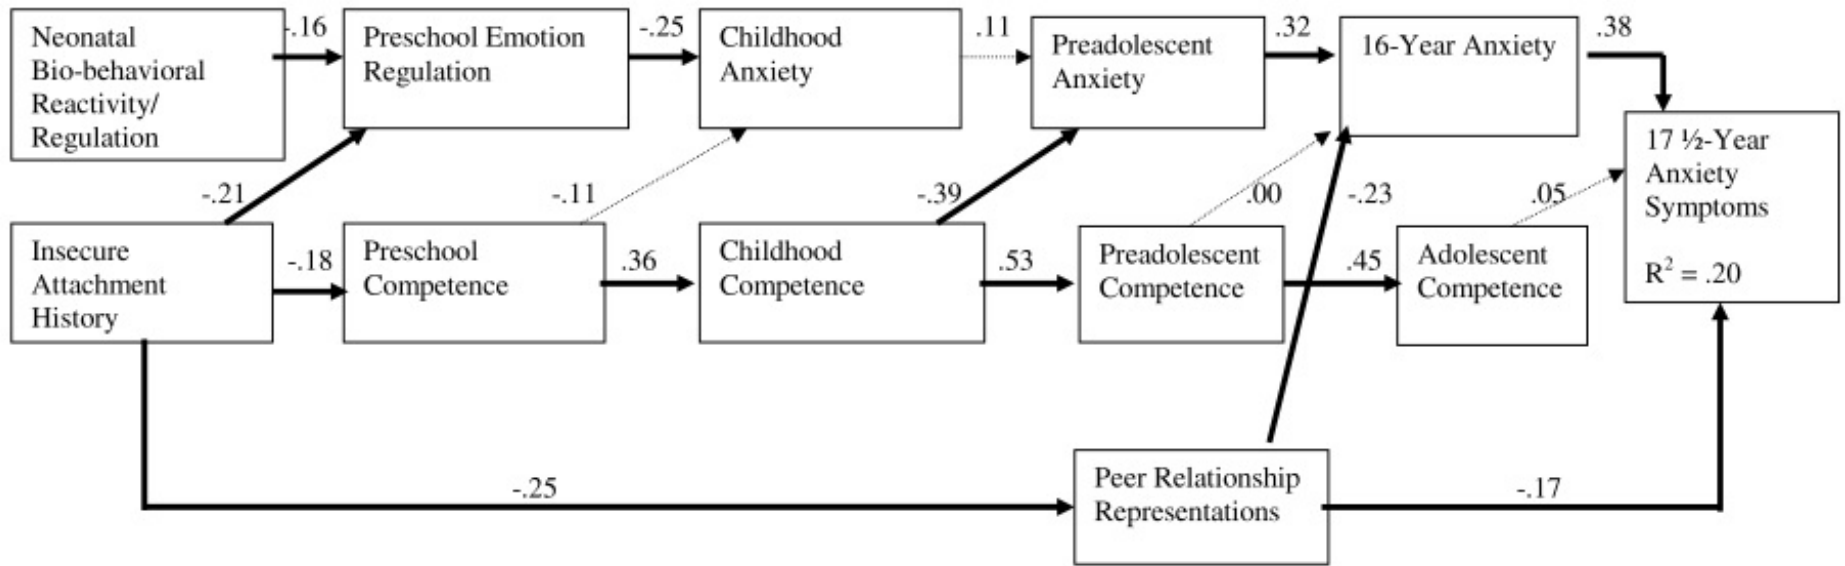 Neonatal
Bio-behavioral
Reactivity/
Regulation
-.16
Preschool Emotion
Regulation
-.25
Childhood
Anxiety
.11
Preadolescent
Anxiety
.32
16-Year Anxiety
.38
17 ½-Year
Anxiety
Symptoms
R² = .20
-.21
-.11
-.39
.00
-.23
.05
Insecure
Attachment
History
-.18
Preschool
Competence
.36
Childhood
Competence
.53
Preadolescent
Competence
.45
Adolescent
Competence
-.25
Peer Relationship
Representations
-.17